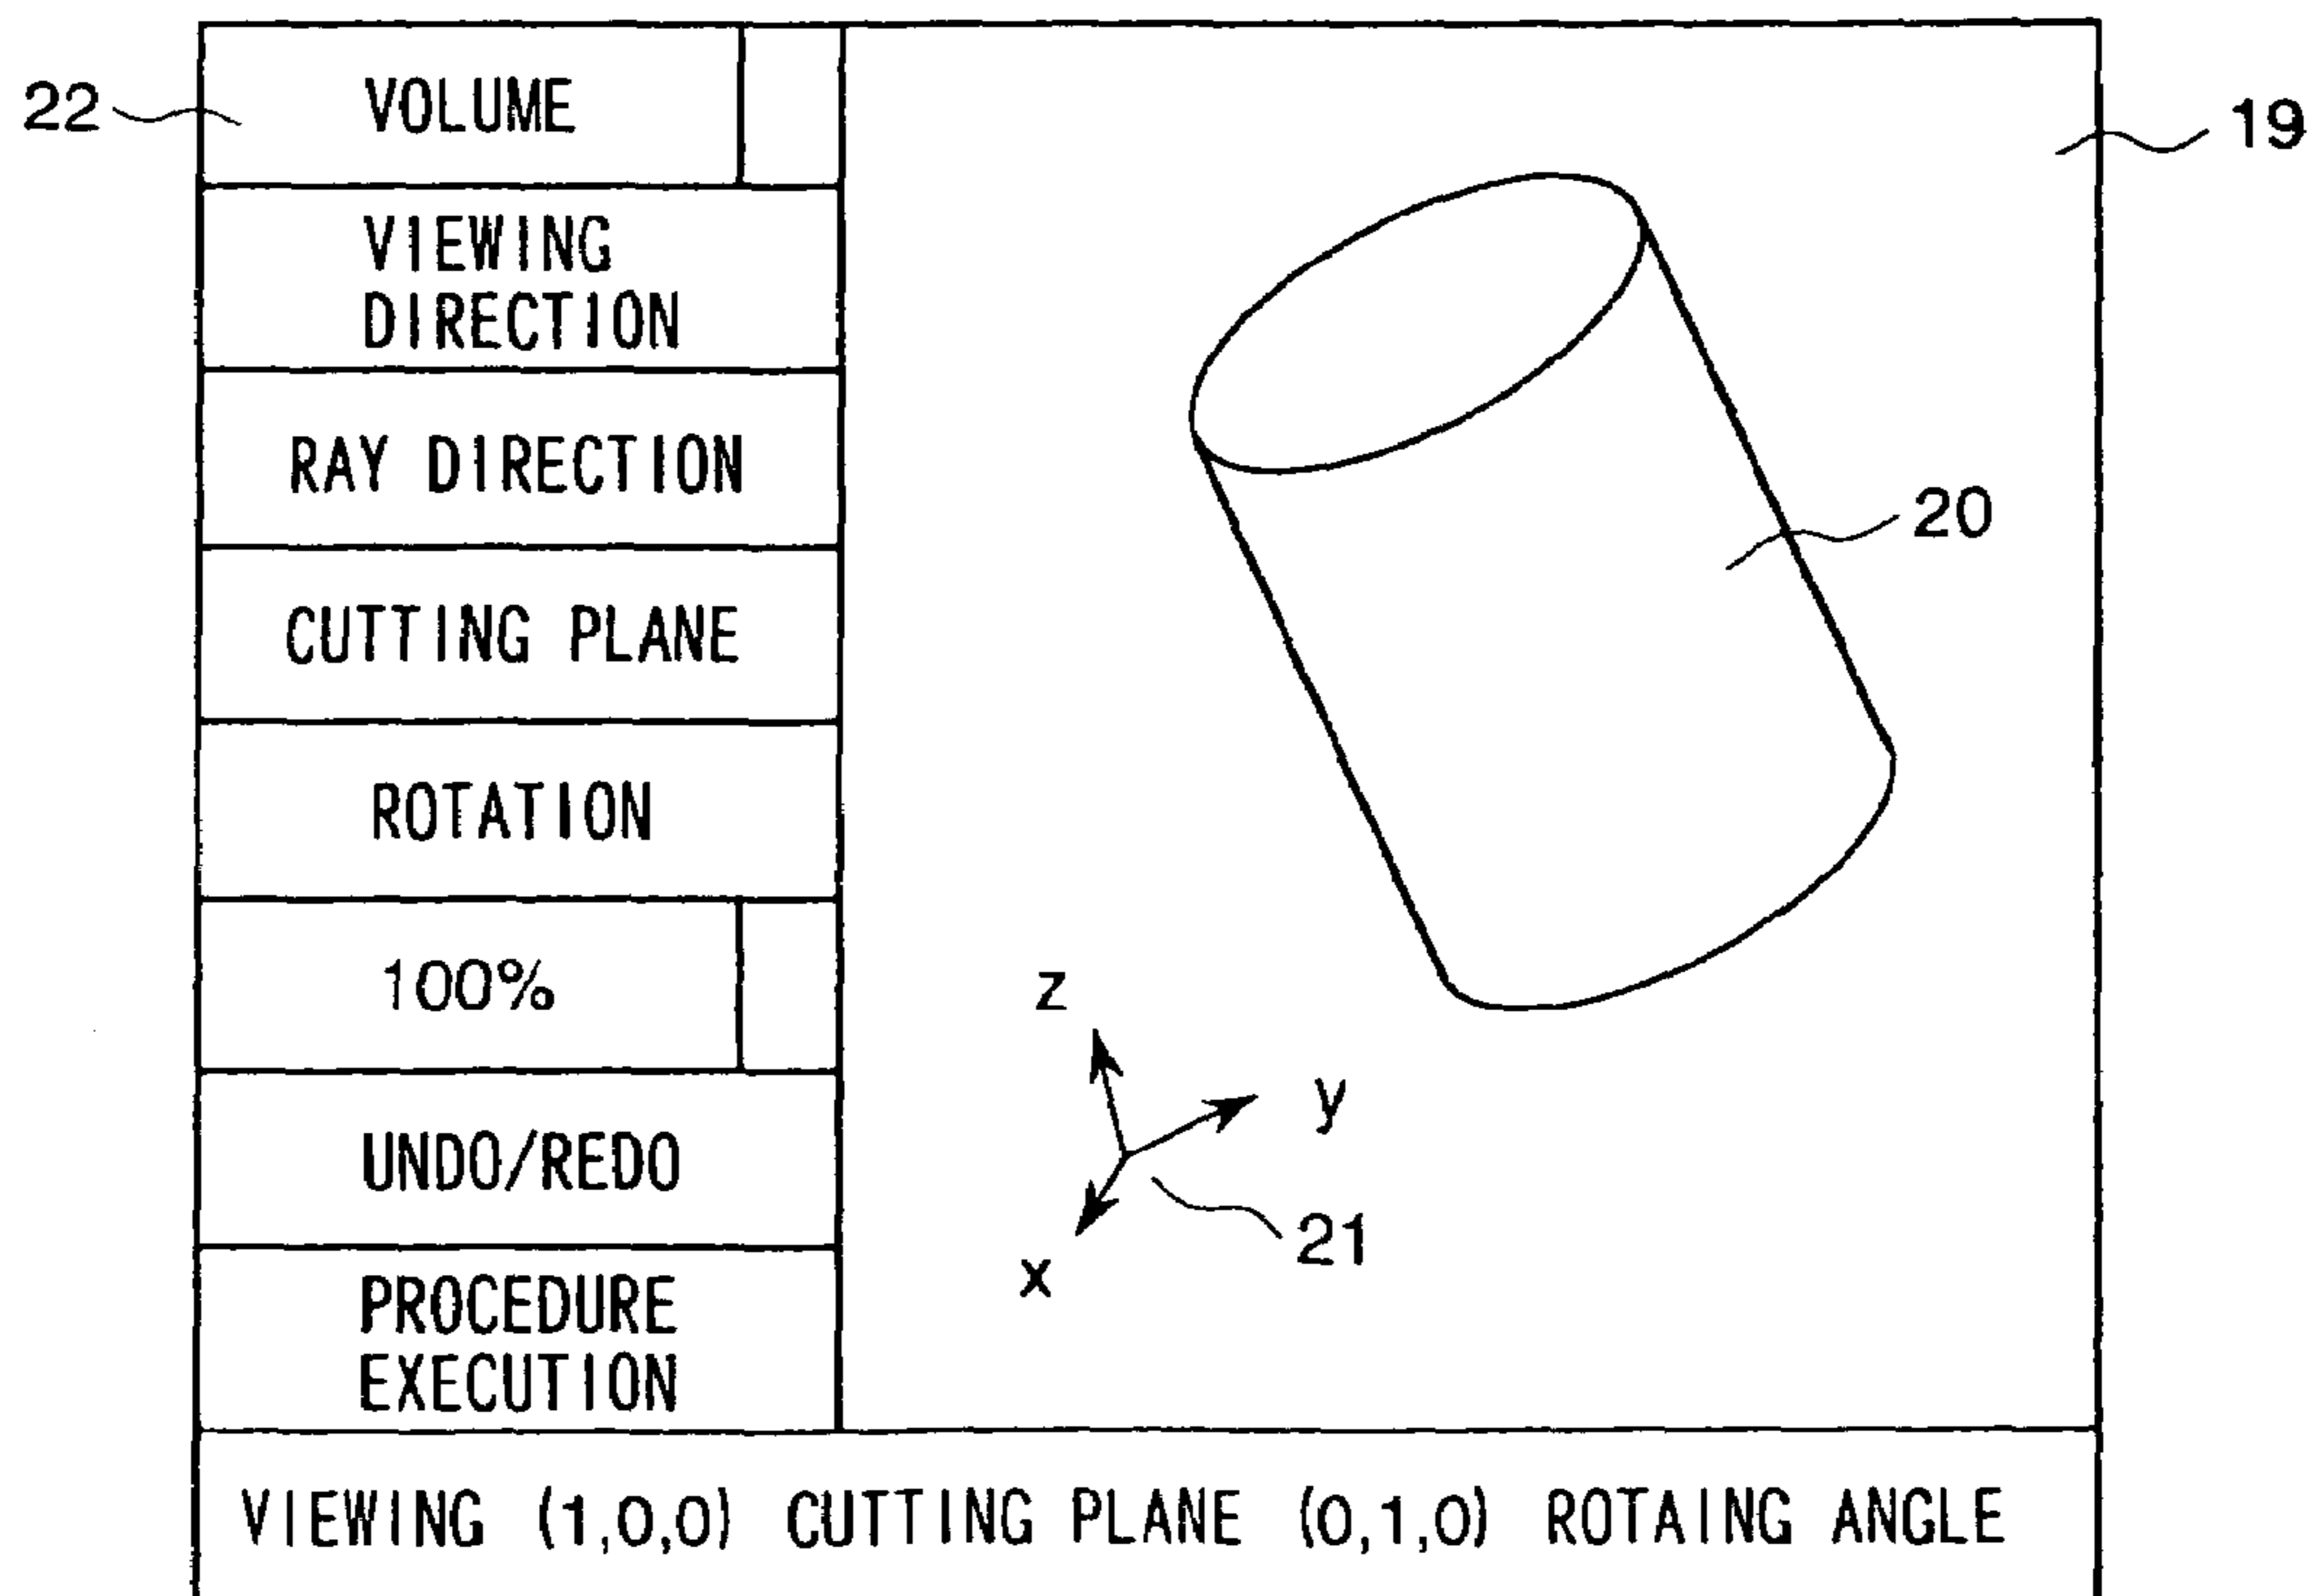 22
VOLUME
19
VIEWING
DIRECTION
RAY DIRECTION
20
CUTTING PLANE
ROTATION
100%
z
y
UNDO/REDO
21
x
PROCEDURE
EXECUTION
VIEWING (1,0,0) CUTTING PLANE (0,1,0) ROTAING ANGLE